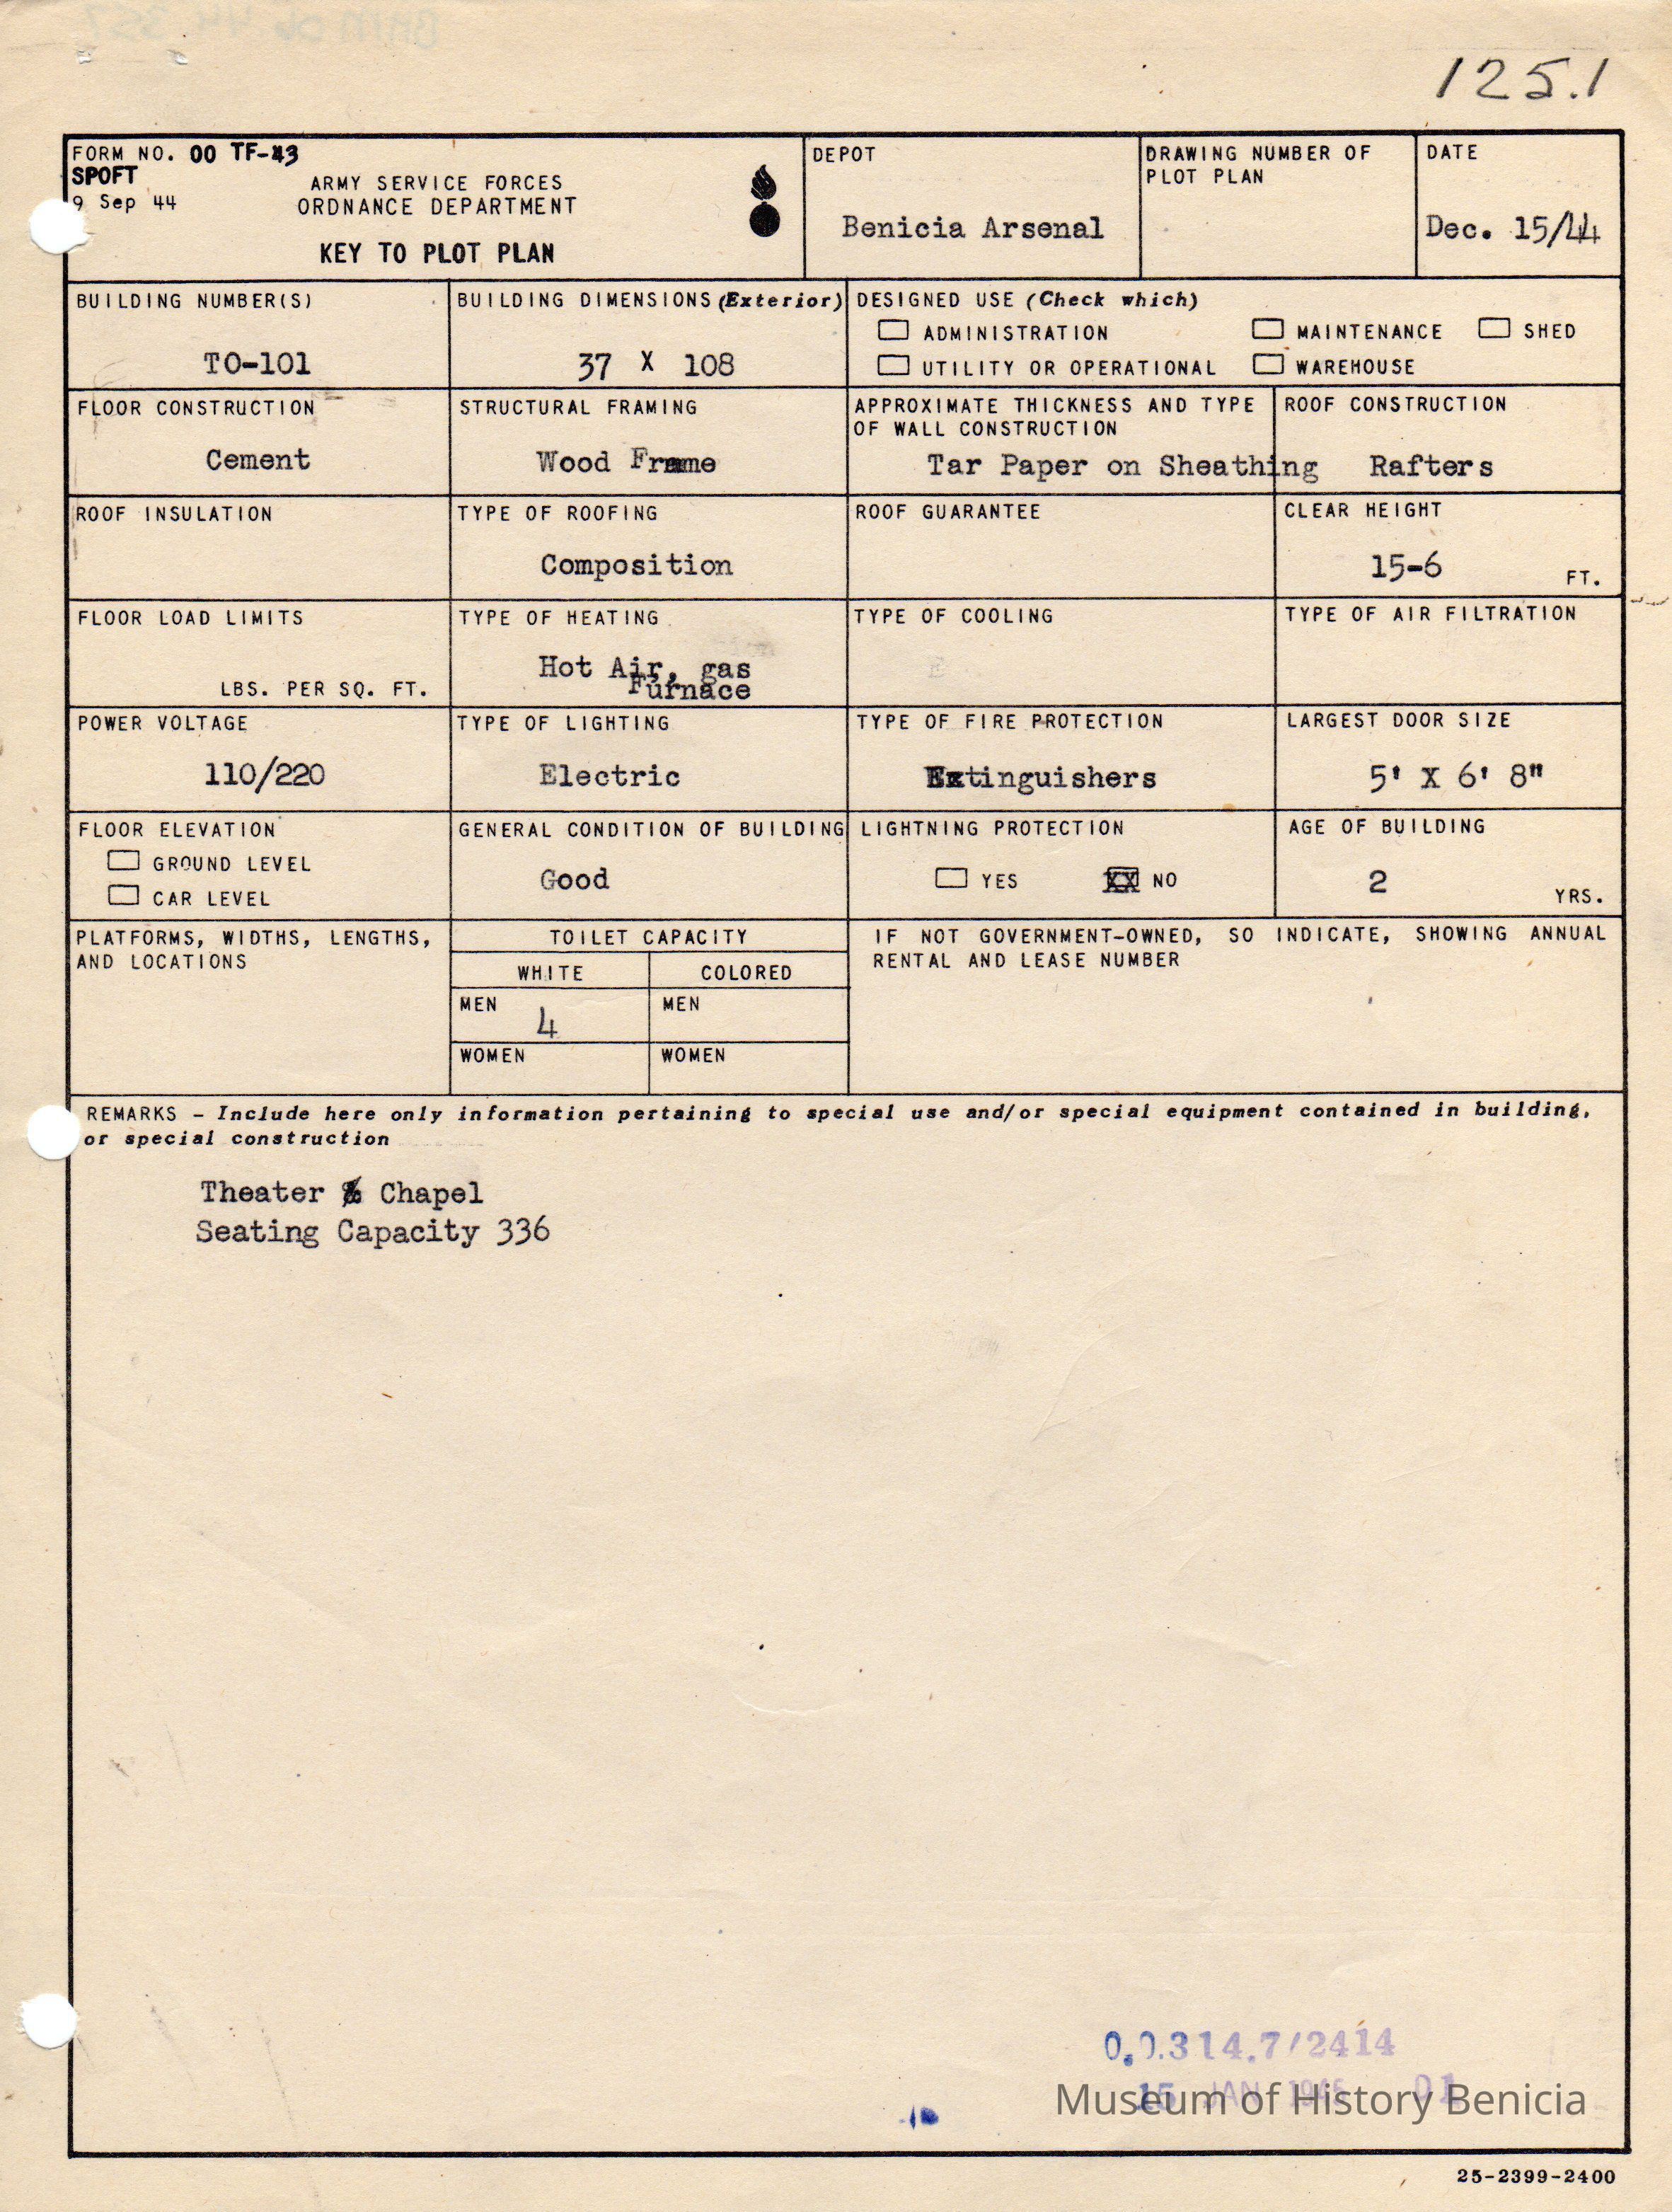 125.1
FORM NO. 00 TF-43
SPOFT
9 Sep 44
ARMY SERVICE FORCES
ORDNANCE DEPARTMENT
KEY TO PLOT PLAN
DEPOT
Benicia Arsenal
DRAWING NUMBER OF
PLOT PLAN
DATE
Dec. 15/44
BUILDING NUMBER(S)
TO-101
BUILDING DIMENSIONS (Exterior)
37 X 108
DESIGNED USE (Check which)
ADMINISTRATION
MAINTENANCE
SHED
UTILITY OR OPERATIONAL
WAREHOUSE
FLOOR CONSTRUCTION
Cement
STRUCTURAL FRAMING
Wood Frame
APPROXIMATE THICKNESS AND TYPE
OF WALL CONSTRUCTION
Tar Paper on Sheathing
ROOF CONSTRUCTION
Rafters
ROOF INSULATION
TYPE OF ROOFING
Composition
ROOF GUARANTEE
CLEAR HEIGHT
15-6
FT.
FLOOR LOAD LIMITS
LBS. PER SQ. FT.
TYPE OF HEATING
Hot Air, gas
Furnace
TYPE OF COOLING
TYPE OF AIR FILTRATION
POWER VOLTAGE
110/220
TYPE OF LIGHTING
Electric
TYPE OF FIRE PROTECTION
Extinguishers
LARGEST DOOR SIZE
5' X 6' 8"
FLOOR ELEVATION
GROUND LEVEL
CAR LEVEL
GENERAL CONDITION OF BUILDING
Good
LIGHTNING PROTECTION
YES
XX NO
AGE OF BUILDING
2
YRS.
PLATFORMS, WIDTHS, LENGTHS,
AND LOCATIONS
TOILET CAPACITY
WHITE
COLORED
MEN
4
MEN
WOMEN
WOMEN
IF NOT GOVERNMENT-OWNED, SO INDICATE, SHOWING ANNUAL
RENTAL AND LEASE NUMBER
REMARKS - Include here only information pertaining to special use and/or special equipment contained in building,
or special construction
Theater & Chapel
Seating Capacity 336
0.0.314.7/2414
15 JAN 1945 01
Museum of History Benicia
25-2399-2400